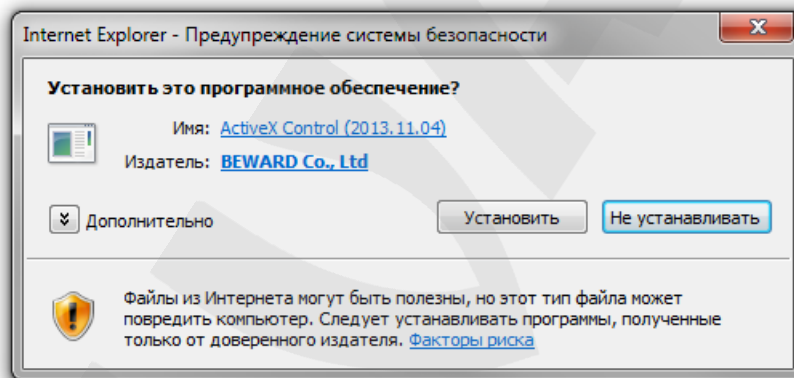 Internet Explorer - Предупреждение системы безопасности
Установить это программное обеспечение?
Имя: ActiveX Control (2013.11.04)
Издатель: BEWARD Co., Ltd
Дополнительно
Установить
Не устанавливать
Файлы из Интернета могут быть полезны, но этот тип файла может
повредить компьютер. Следует устанавливать программы, полученные
только от доверенного издателя. Факторы риска